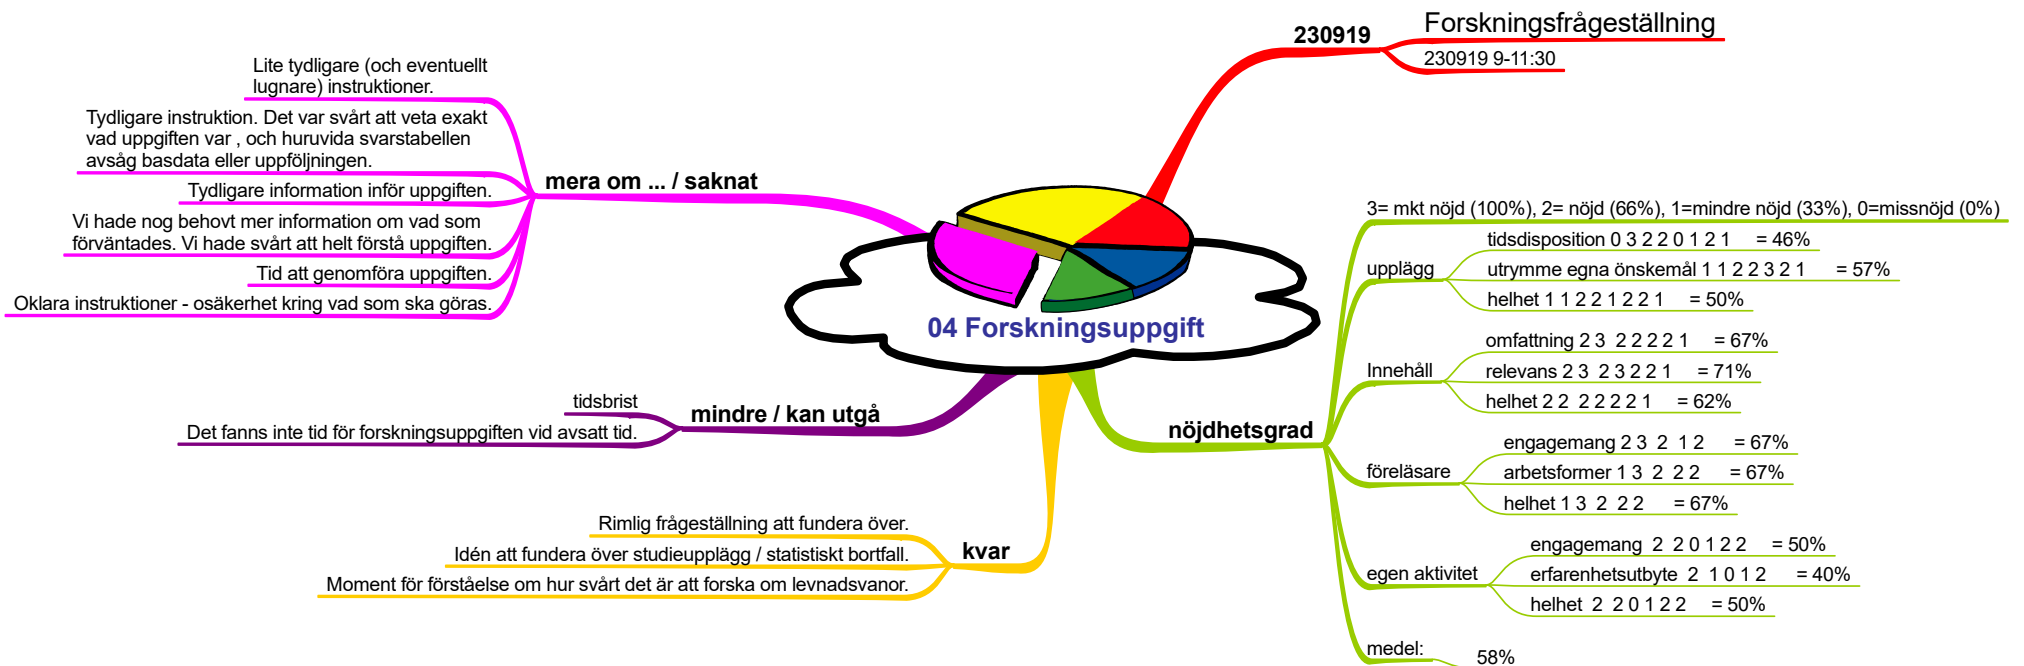 04 Forskningsuppgift
230919
Forskningsfrågeställning
230919 9-11:30
nöjdhetsgrad
3= mkt nöjd (100%), 2= nöjd (66%), 1=mindre nöjd (33%), 0=missnöjd (0%)
upplägg
tidsdisposition 0 3 2 2 0 1 2 1 = 46%
utrymme egna önskemål 1 1 2 2 3 2 1 = 57%
helhet 1 1 2 2 1 2 2 1 = 50%
Innehåll
omfattning 2 3 2 2 2 2 1 = 67%
relevans 2 3 2 3 2 2 1 = 71%
helhet 2 2 2 2 2 2 1 = 62%
föreläsare
engagemang 2 3 2 1 2 = 67%
arbetsformer 1 3 2 2 2 = 67%
helhet 1 3 2 2 2 = 67%
egen aktivitet
engagemang 2 2 0 1 2 2 = 50%
erfarenhetsutbyte 2 1 0 1 2 = 40%
helhet 2 2 0 1 2 2 = 50%
medel:
58%
kvar
Rimlig frågeställning att fundera över.
Idén att fundera över studieupplägg / statistiskt bortfall.
Moment för förståelse om hur svårt det är att forska om levnadsvanor.
mindre / kan utgå
tidsbrist
Det fanns inte tid för forskningsuppgiften vid avsatt tid.
mera om ... / saknat
Lite tydligare (och eventuellt
lugnare) instruktioner.
Tydligare instruktion. Det var svårt att veta exakt
vad uppgiften var , och huruvida svarstabellen
avsåg basdata eller uppföljningen.
Tydligare information inför uppgiften.
Vi hade nog behovt mer information om vad som
förväntades. Vi hade svårt att helt förstå uppgiften.
Tid att genomföra uppgiften.
Oklara instruktioner - osäkerhet kring vad som ska göras.